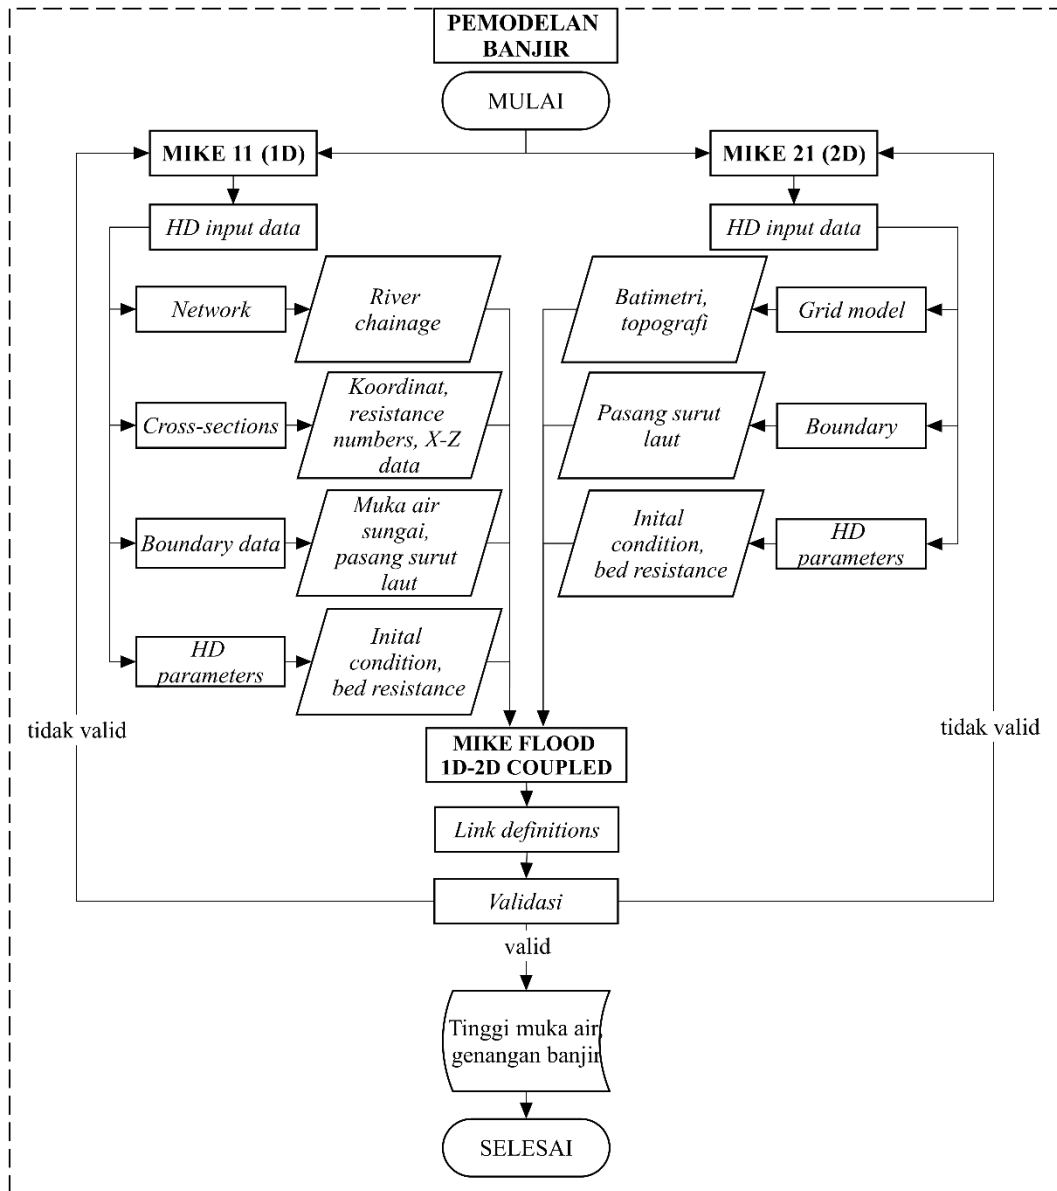 PEMODELAN
BANJIR
MULAI
MIKE 11 (1D)
MIKE 21 (2D)
HD input data
HD input data
Network
River
chainage
Batimetri,
topografi
Grid model
Cross-sections
Koordinat,
resistance
numbers, X-Z
data
Pasang surut
laut
Boundary
Boundary data
Muka air
sungai,
pasang surut
laut
Inital
condition,
bed resistance
HD
parameters
HD
parameters
Inital
condition,
bed resistance
tidak valid
tidak valid
MIKE FLOOD
1D-2D COUPLED
Link definitions
Validasi
valid
Tinggi muka air,
genangan banjir
SELESAI